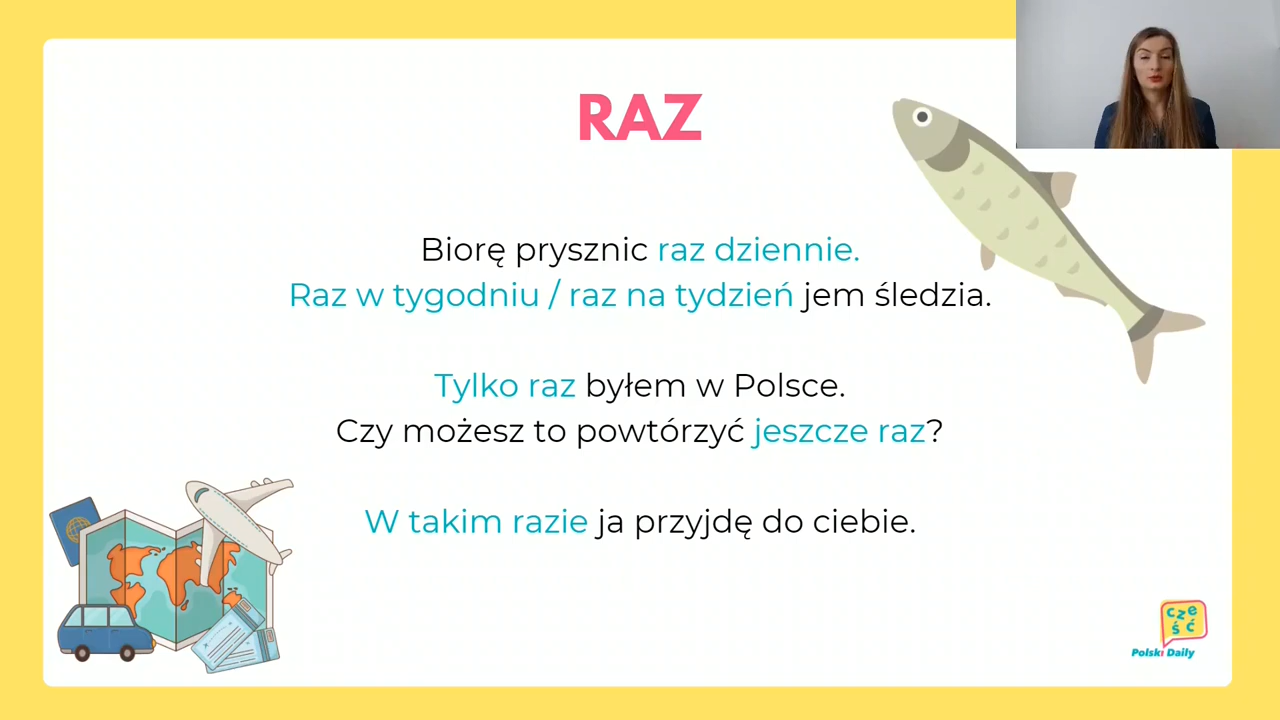 RAZ
Biorę prysznic raz dziennie.
Raz w tygodniu / raz na tydzień jem śledzia.
Tylko raz byłem w Polsce.
Czy możesz to powtórzyć jeszcze raz?
W takim razie ja przyjdę do ciebie.
cze
ść
Polski Daily